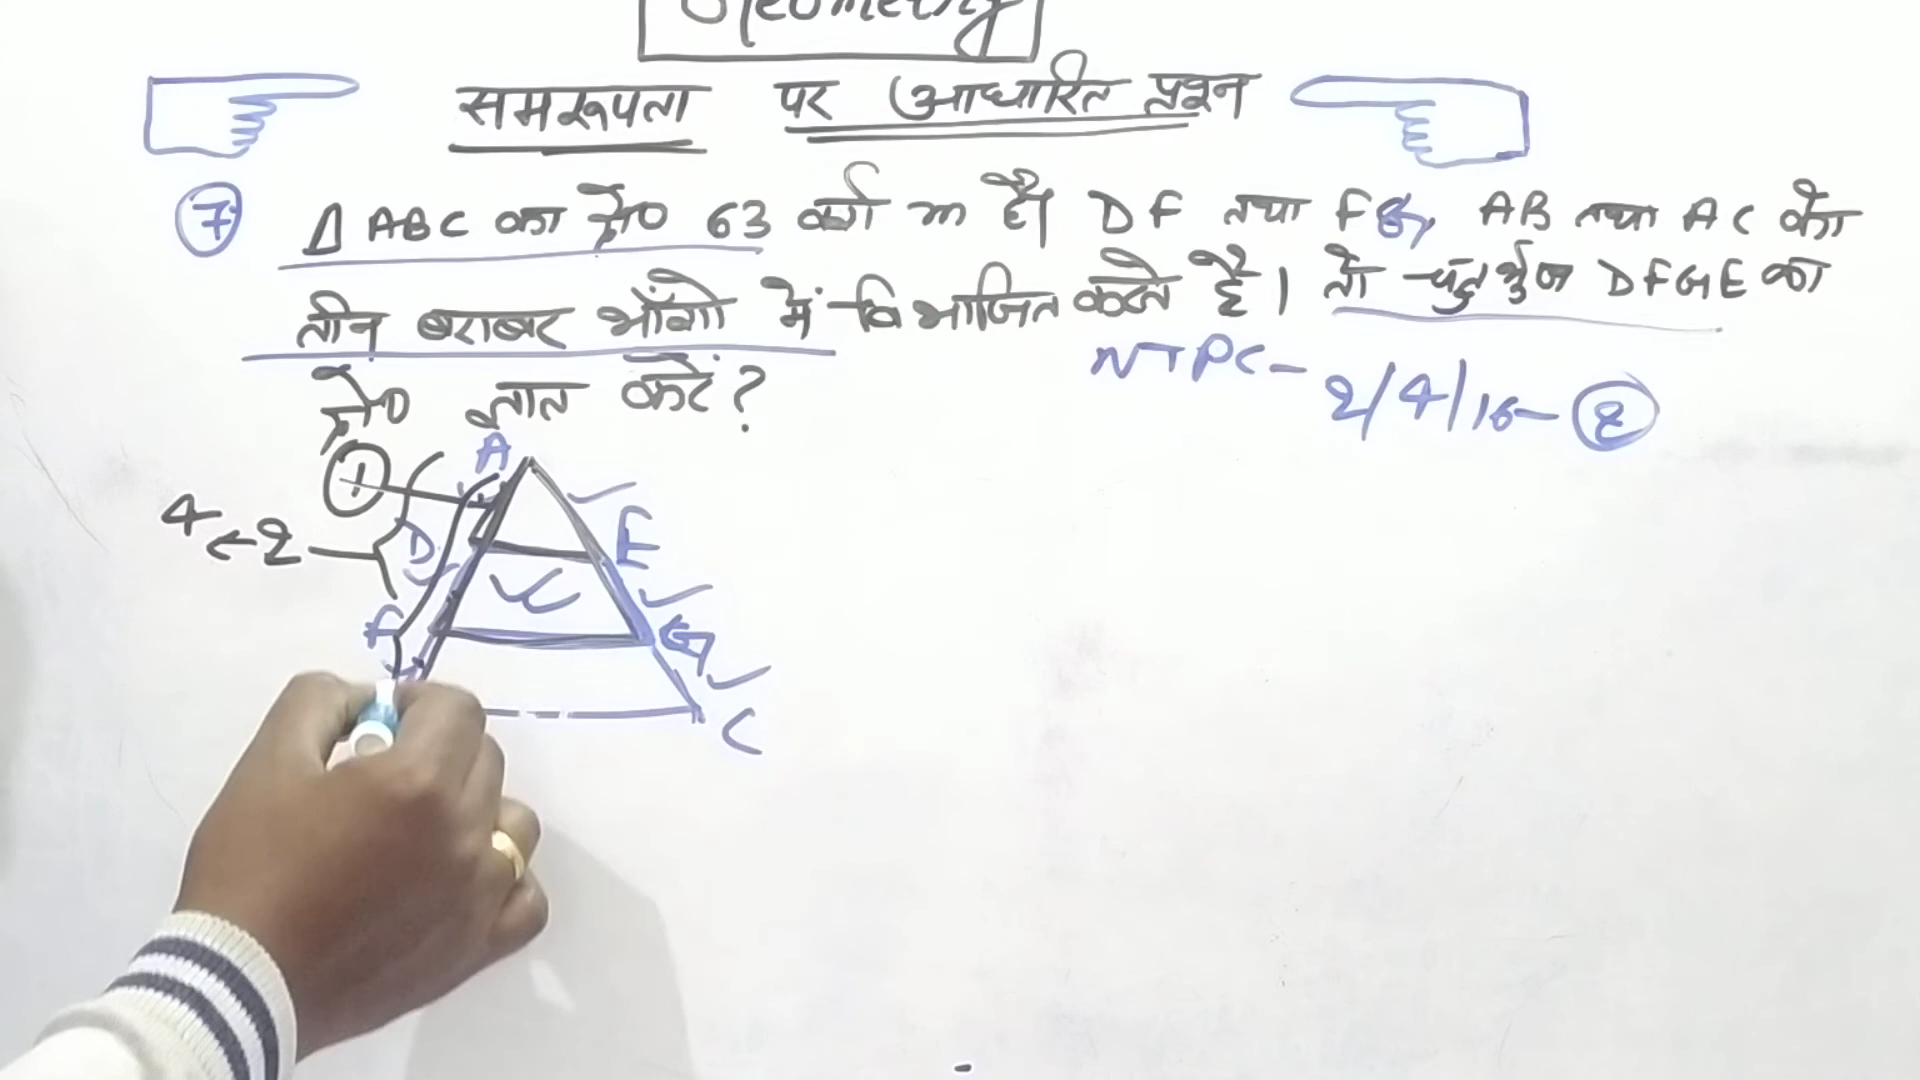 Geometry
समरूपता पर आधारित प्रश्न
7 Δ ABC का क्षे० 63 वर्ग m है। DF तथा FG, AB तथा AC को
तीन बराबर भाँगो में विभाजित करते है। तो चतुर्भुज DFGE का
क्षे० ज्ञात करें?
NTPC - 2/4/16 - 2
A
1
4 ← 2
D
E
F
G
C